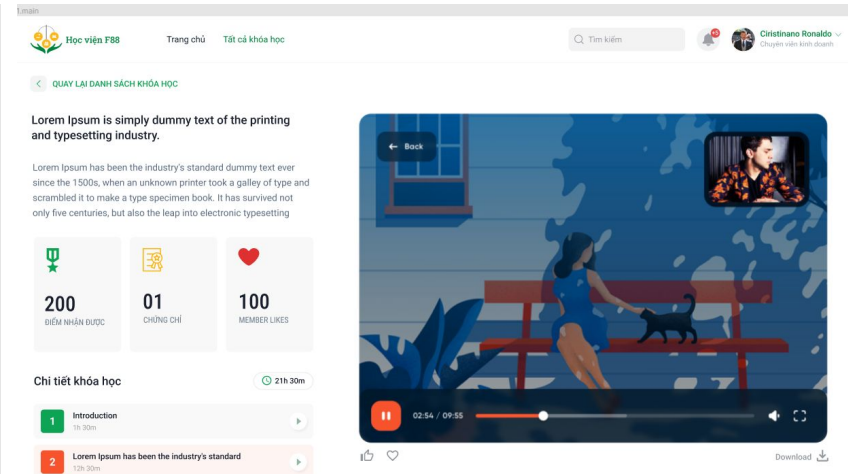 1.main
Học viện F88
Trang chủ
Tất cả khóa học
Tìm kiếm
+5
Ciristinano Ronaldo
Chuyên viên kinh doanh
QUAY LẠI DANH SÁCH KHÓA HỌC
Lorem Ipsum is simply dummy text of the printing
and typesetting industry.
Lorem Ipsum has been the industry's standard dummy text ever
since the 1500s, when an unknown printer took a galley of type and
scrambled it to make a type specimen book. It has survived not
only five centuries, but also the leap into electronic typesetting
200
ĐIỂM NHẬN ĐƯỢC
01
CHỨNG CHỈ
100
MEMBER LIKES
Chi tiết khóa học
21h 30m
1
Introduction
1h 30m
2
Lorem Ipsum has been the industry's standard
12h 30m
Back
02:54 / 09:55
Download